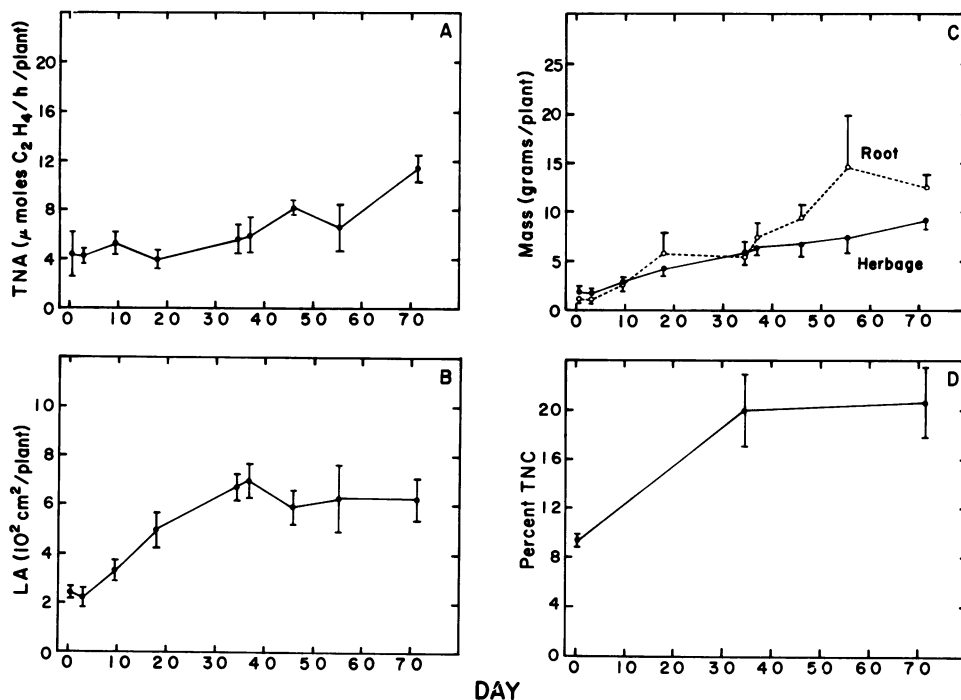 A
TNA (μ moles C2 H4/h/plant)
24
20
16
12
8
4
0
0 10 20 30 40 50 60 70
B
LA (10² cm²/plant)
10
8
6
4
2
0
0 10 20 30 40 50 60 70
C
Mass (grams/plant)
25
20
15
10
5
0
Root
Herbage
0 10 20 30 40 50 60 70
D
Percent TNC
20
16
12
8
4
0
0 10 20 30 40 50 60 70
DAY